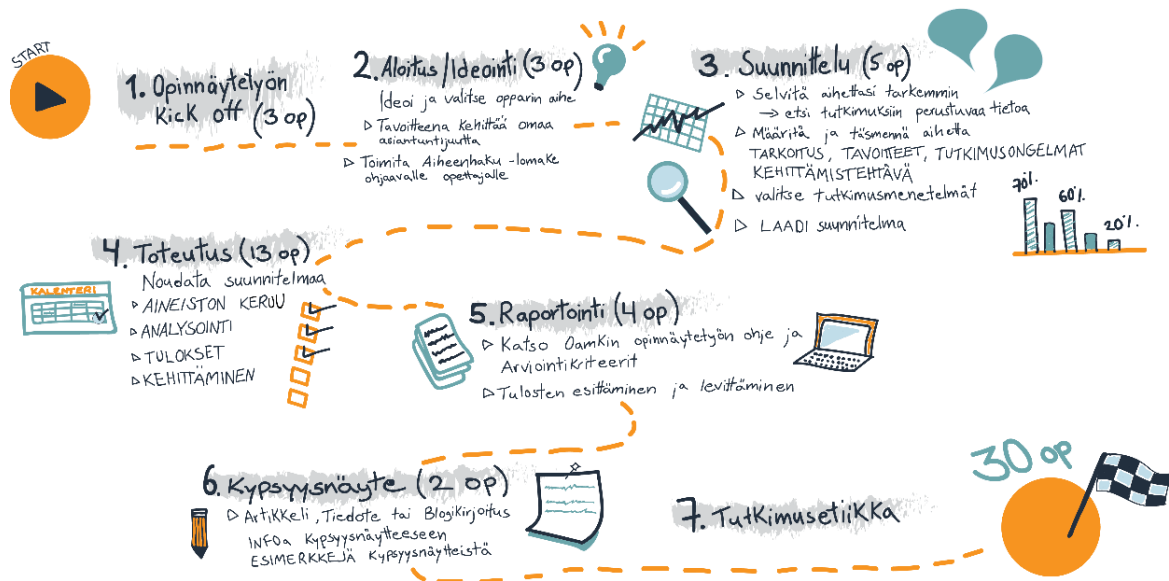 START
1. Opinnäytetyön
Kick off (3 op)
2. Aloitus/Ideointi (3 op)
Ideoi ja valitse opparin aihe
▷ Tavoitteena kehittää omaa
asiantuntijuutta
▷ Toimita Aiheenhaku -lomake
ohjaavalle opettajalle
3. Suunnittelu (5 op)
▷ Selvitä aihettasi tarkemmin
→ etsi tutkimuksiin perustuvaa tietoa
▷ Määritä ja täsmennä aihetta
TARKOITUS, TAVOITTEET, TUTKIMUSONGELMAT
KEHITTÄMISTEHTÄVÄ
▷ valitse tutkimusmenetelmät
▷ LAADI suunnitelma
70%.
60%.
20%.
4. Toteutus (13 op)
Noudata suunnitelmaa
▷ AINEISTON KERUU
▷ ANALYSOINTI
▷ TULOKSET
▷ KEHITTÄMINEN
KALENTERI
5. Raportointi (4 op)
▷ Katso Oamkin opinnäytetyön ohje ja
Arviointikriteerit
▷ Tulosten esittäminen ja levittäminen
6. Kypsyysnäyte (2 op)
▷ Artikkeli, Tiedote tai Blogikirjoitus
INFOa Kypsyysnäytteeseen
ESIMERKKEJÄ Kypsyysnäytteistä
7. Tutkimusetiikka
30 op